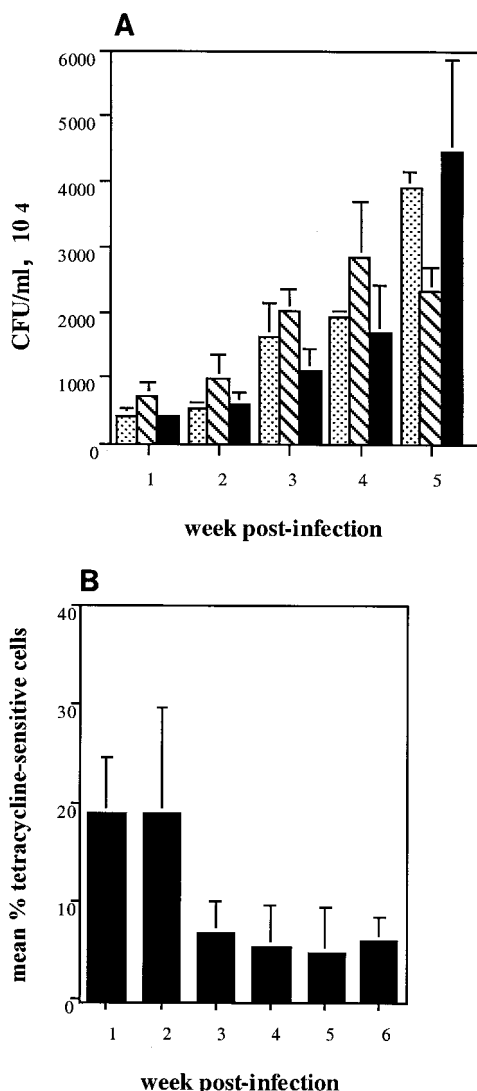 A
6000
5000
4000
3000
2000
1000
0
CFU/ml, 10 4
1 2 3 4 5
week post-infection
B
40
30
20
10
0
mean % tetracycline-sensitive cells
1 2 3 4 5 6
week post-infection